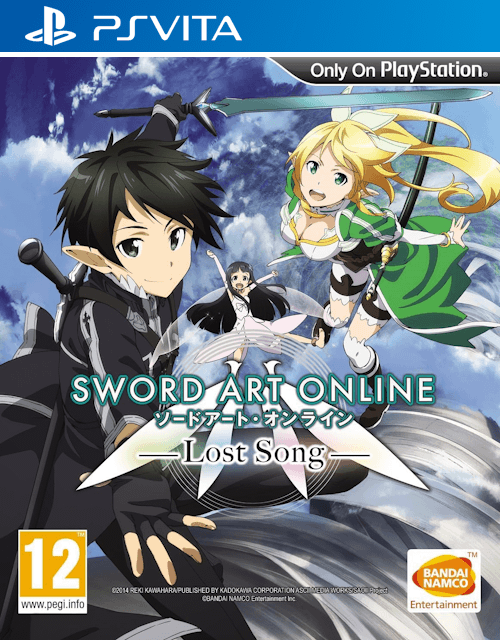 PSVITA
Only On PlayStation®
SWORD ART ONLINE
ソードアート・オンライン
Lost Song
12
www.pegi.info
©2014 REKI KAWAHARA/PUBLISHED BY KADOKAWA CORPORATION ASCII MEDIA WORKS/SAOII Project
©BANDAI NAMCO Entertainment Inc.
TM
BANDAI
NAMCO
Entertainment